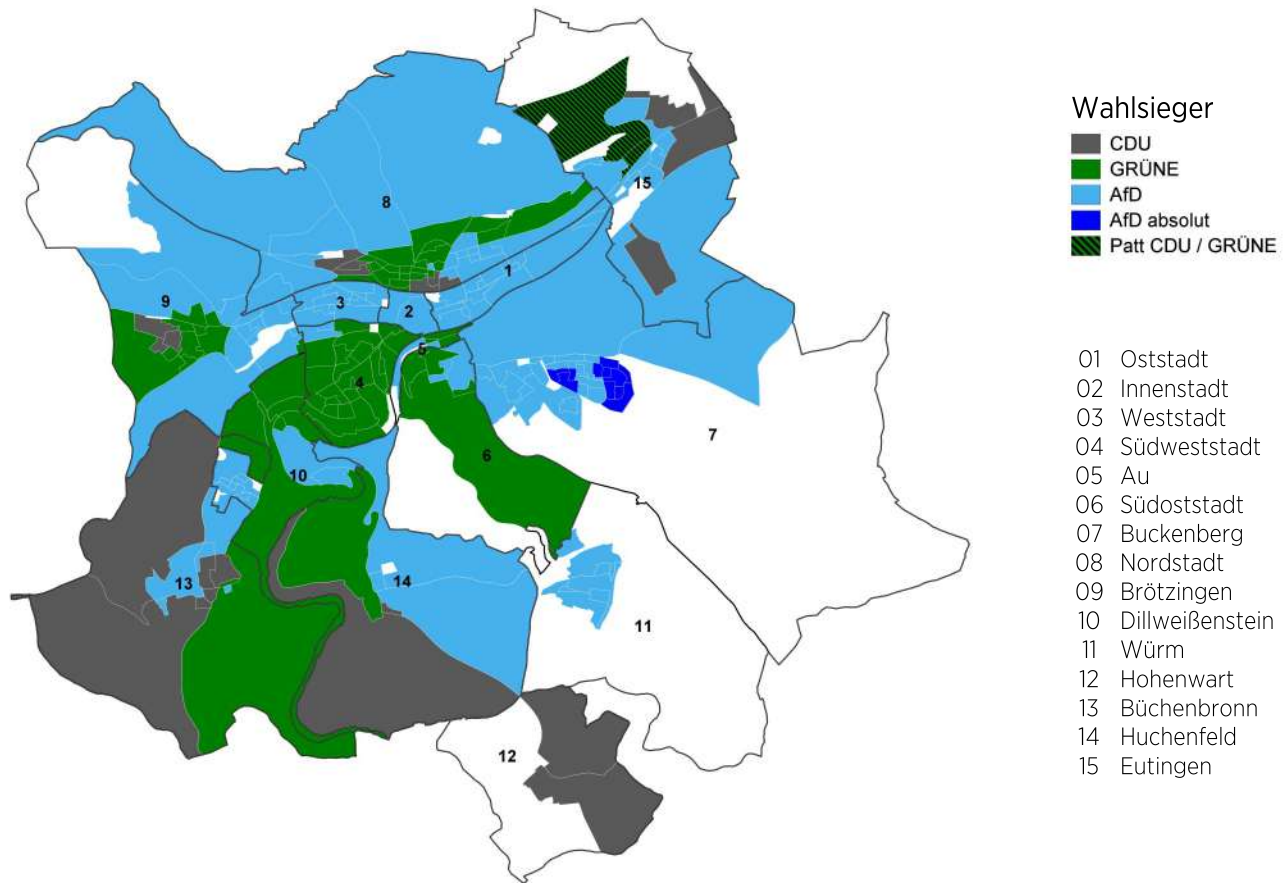 Wahlsieger
CDU
GRÜNE
AfD
AfD absolut
Patt CDU / GRÜNE
01 Oststadt
02 Innenstadt
03 Weststadt
04 Südweststadt
05 Au
06 Südoststadt
07 Buckenberg
08 Nordstadt
09 Brötzingen
10 Dillweißenstein
11 Würm
12 Hohenwart
13 Büchenbronn
14 Huchenfeld
15 Eutingen
15
8
1
9
3
2
5
4
7
6
10
13
14
11
12